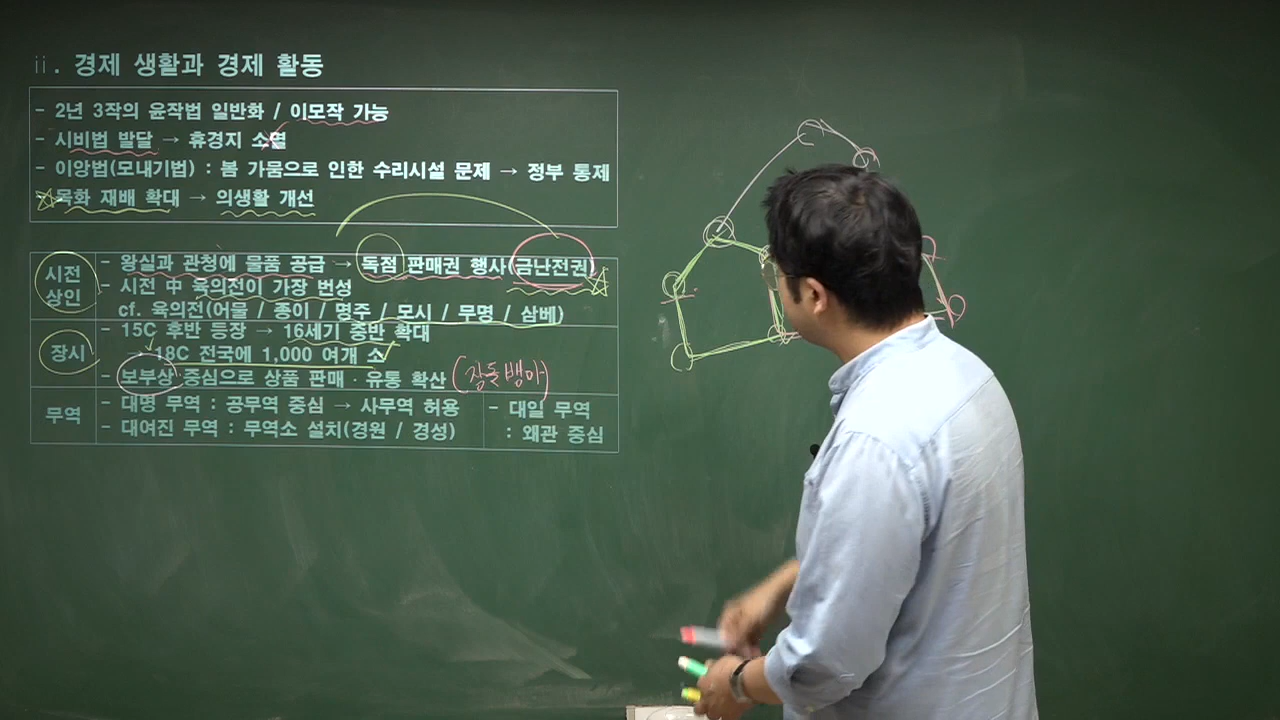 ⅱ. 경제 생활과 경제 활동
- 2년 3작의 윤작법 일반화 / 이모작 가능
- 시비법 발달 → 휴경지 소멸
- 이앙법(모내기법) : 봄 가뭄으로 인한 수리시설 문제 → 정부 통제
- 목화 재배 확대 → 의생활 개선
시전 상인
- 왕실과 관청에 물품 공급 → 독점 판매권 행사(금난전권)
- 시전 中 육의전이 가장 번성
cf. 육의전(어물 / 종이 / 명주 / 모시 / 무명 / 삼베)
장시
- 15C 후반 등장 → 16세기 중반 확대
→ 18C 전국에 1,000 여개 소
- 보부상 중심으로 상품 판매 · 유통 확산 (장돌뱅이)
무역
- 대명 무역 : 공무역 중심 → 사무역 허용
- 대여진 무역 : 무역소 설치(경원 / 경성)
- 대일 무역
: 왜관 중심